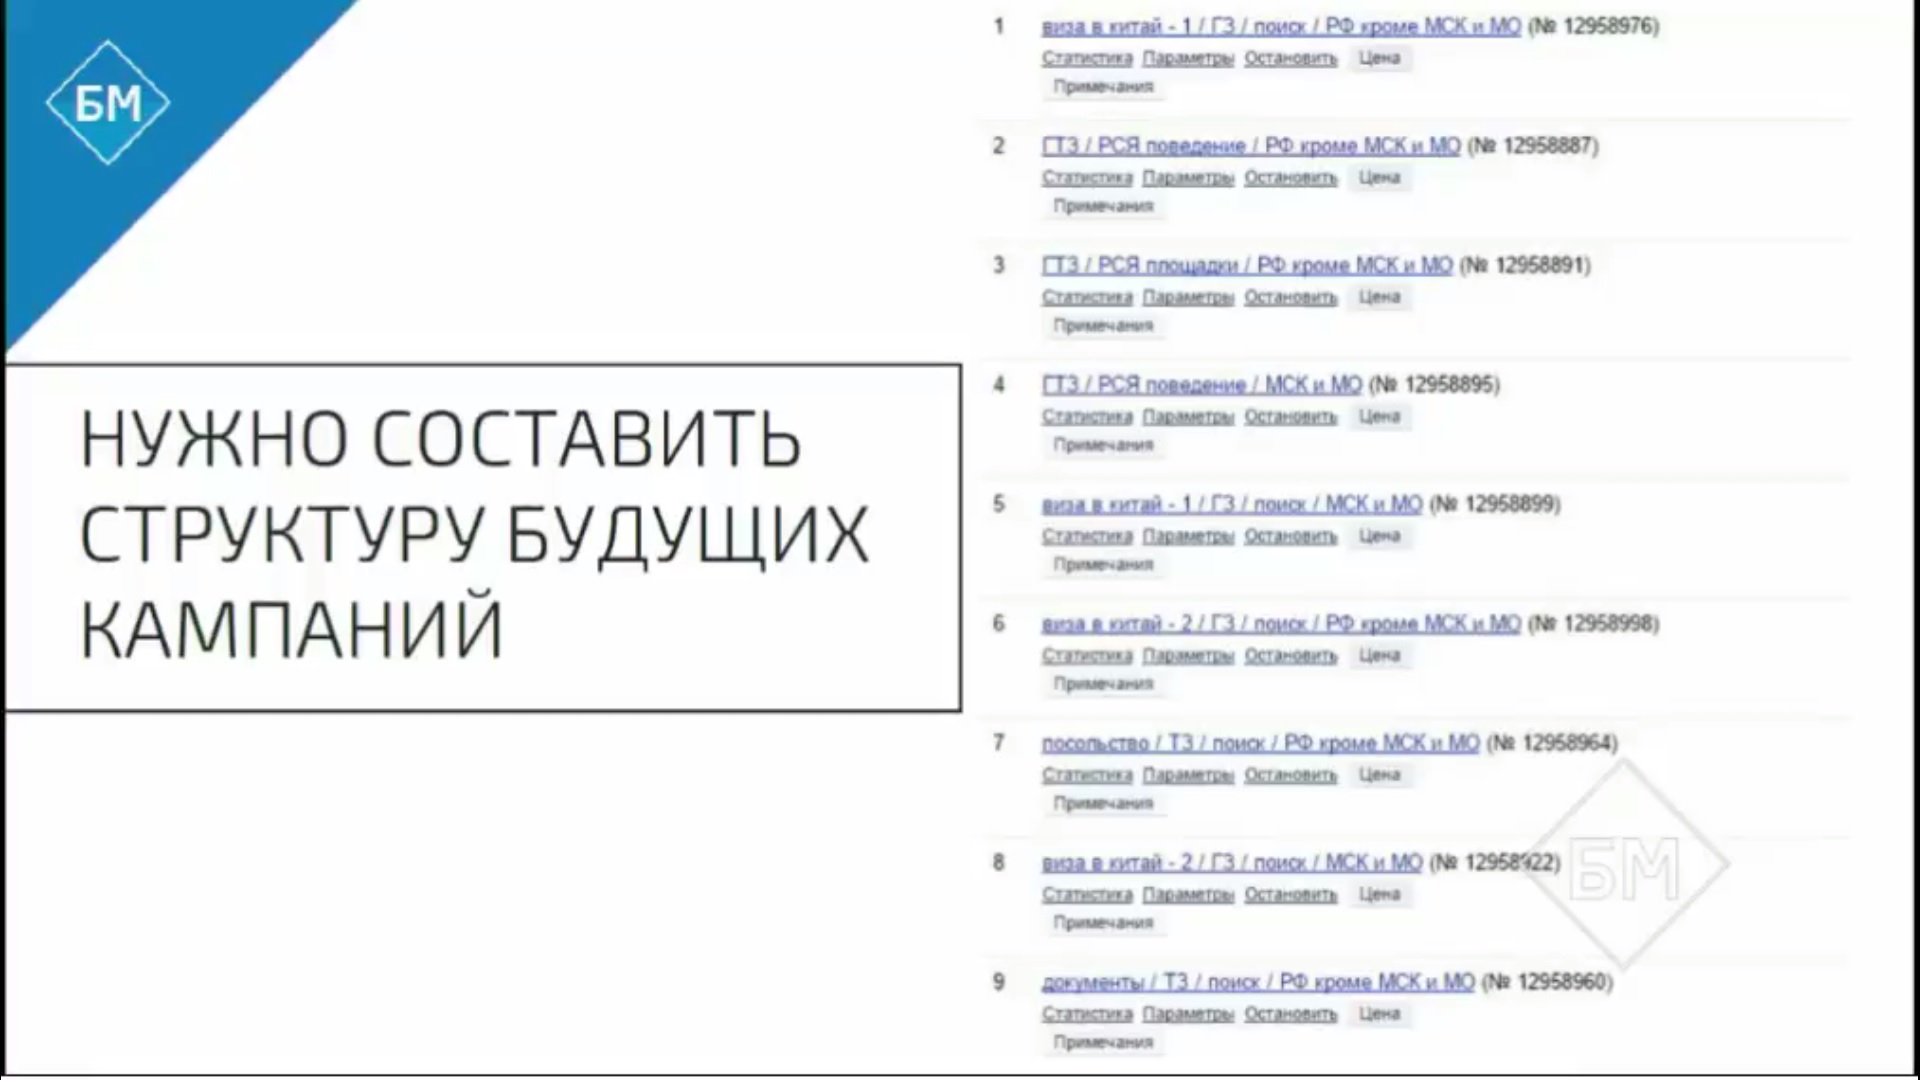 БМ
НУЖНО СОСТАВИТЬ
СТРУКТУРУ БУДУЩИХ
КАМПАНИЙ
1 виза в китай - 1 / ГЗ / поиск / РФ кроме МСК и МО (№ 12958976)
Статистика Параметры Остановить Цена
Примечания
2 ГТЗ / РСЯ поведение / РФ кроме МСК и МО (№ 12958887)
Статистика Параметры Остановить Цена
Примечания
3 ГТЗ / РСЯ площадки / РФ кроме МСК и МО (№ 12958891)
Статистика Параметры Остановить Цена
Примечания
4 ГТЗ / РСЯ поведение / МСК и МО (№ 12958895)
Статистика Параметры Остановить Цена
Примечания
5 виза в китай - 1 / ГЗ / поиск / МСК и МО (№ 12958899)
Статистика Параметры Остановить Цена
Примечания
6 виза в китай - 2 / ГЗ / поиск / РФ кроме МСК и МО (№ 12958998)
Статистика Параметры Остановить Цена
Примечания
7 посольство / ТЗ / поиск / РФ кроме МСК и МО (№ 12958964)
Статистика Параметры Остановить Цена
Примечания
8 виза в китай - 2 / ГЗ / поиск / МСК и МО (№ 12958922)
Статистика Параметры Остановить Цена
Примечания
БМ
9 документы / ТЗ / поиск / РФ кроме МСК и МО (№ 12958960)
Статистика Параметры Остановить Цена
Примечания